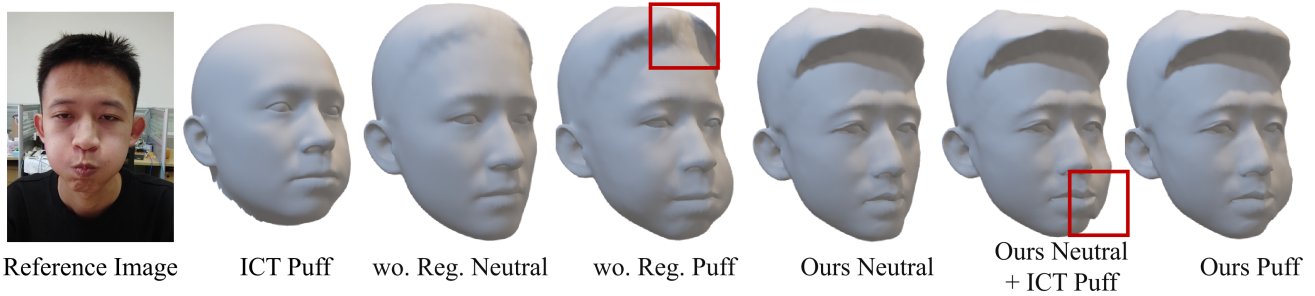 Reference Image
ICT Puff
wo. Reg. Neutral
wo. Reg. Puff
Ours Neutral
Ours Neutral
+ ICT Puff
Ours Puff